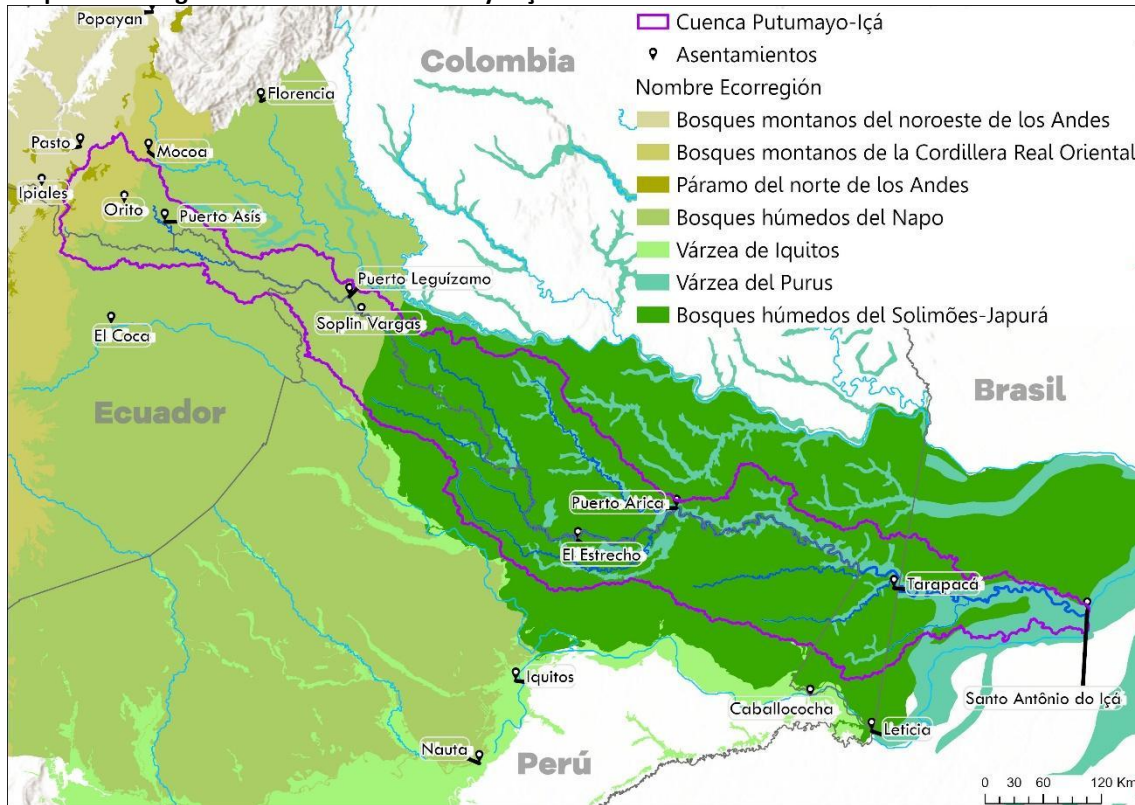 Popayan
Colombia
Cuenca Putumayo-Içá
Asentamientos
Nombre Ecorregión
Bosques montanos del noroeste de los Andes
Bosques montanos de la Cordillera Real Oriental
Páramo del norte de los Andes
Bosques húmedos del Napo
Várzea de Iquitos
Várzea del Purus
Bosques húmedos del Solimões-Japurá
Florencia
Pasto
Mocoa
Ipiales
Orito
Puerto Asís
Puerto Leguízamo
Soplin Vargas
El Coca
Ecuador
Brasil
Puerto Arica
El Estrecho
Tarapacá
Iquitos
Caballococha
Santo Antônio do Içá
Leticia
Nauta
Perú
0 30 60 120 Km